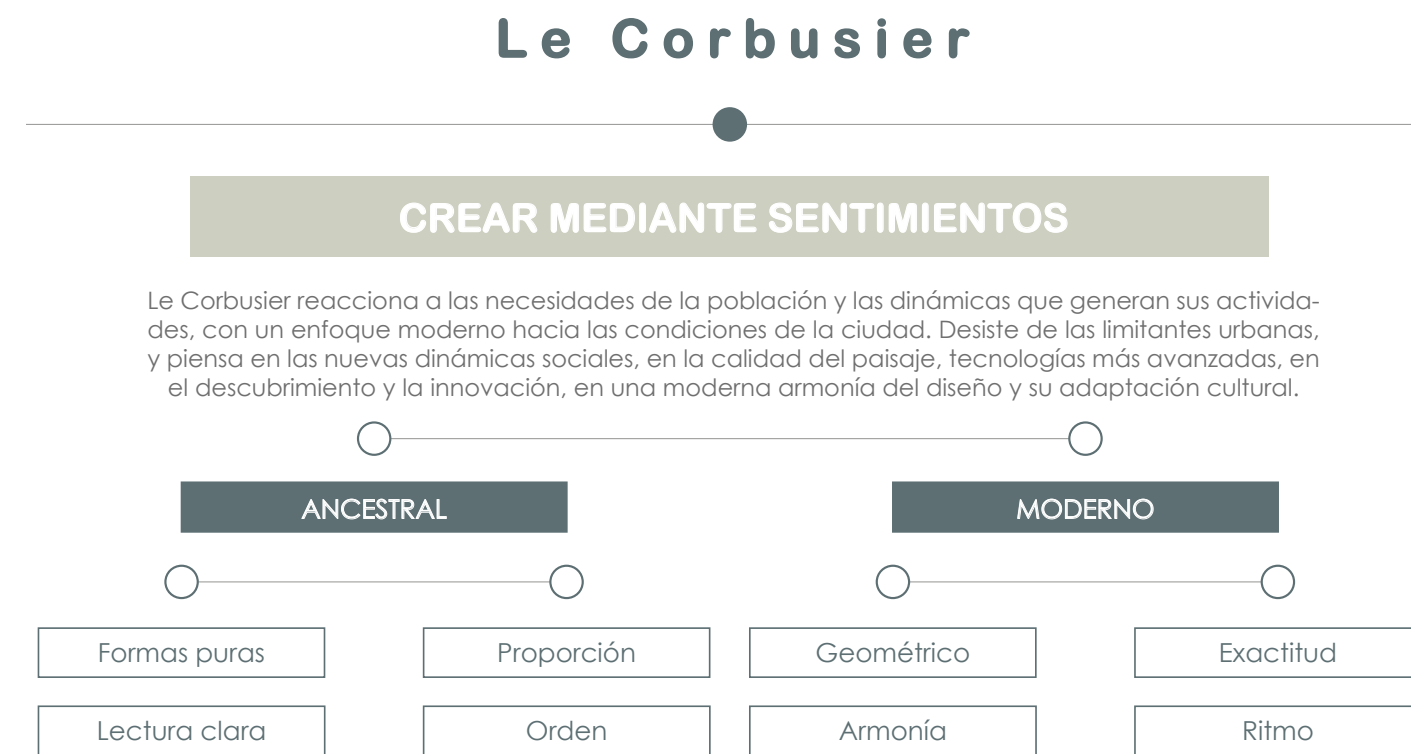 Le Corbusier
CREAR MEDIANTE SENTIMIENTOS
Le Corbusier reacciona a las necesidades de la población y las dinámicas que generan sus activida-
des, con un enfoque moderno hacia las condiciones de la ciudad. Desiste de las limitantes urbanas,
y piensa en las nuevas dinámicas sociales, en la calidad del paisaje, tecnologías más avanzadas, en
el descubrimiento y la innovación, en una moderna armonía del diseño y su adaptación cultural.
ANCESTRAL
MODERNO
Formas puras
Proporción
Geométrico
Exactitud
Lectura clara
Orden
Armonía
Ritmo